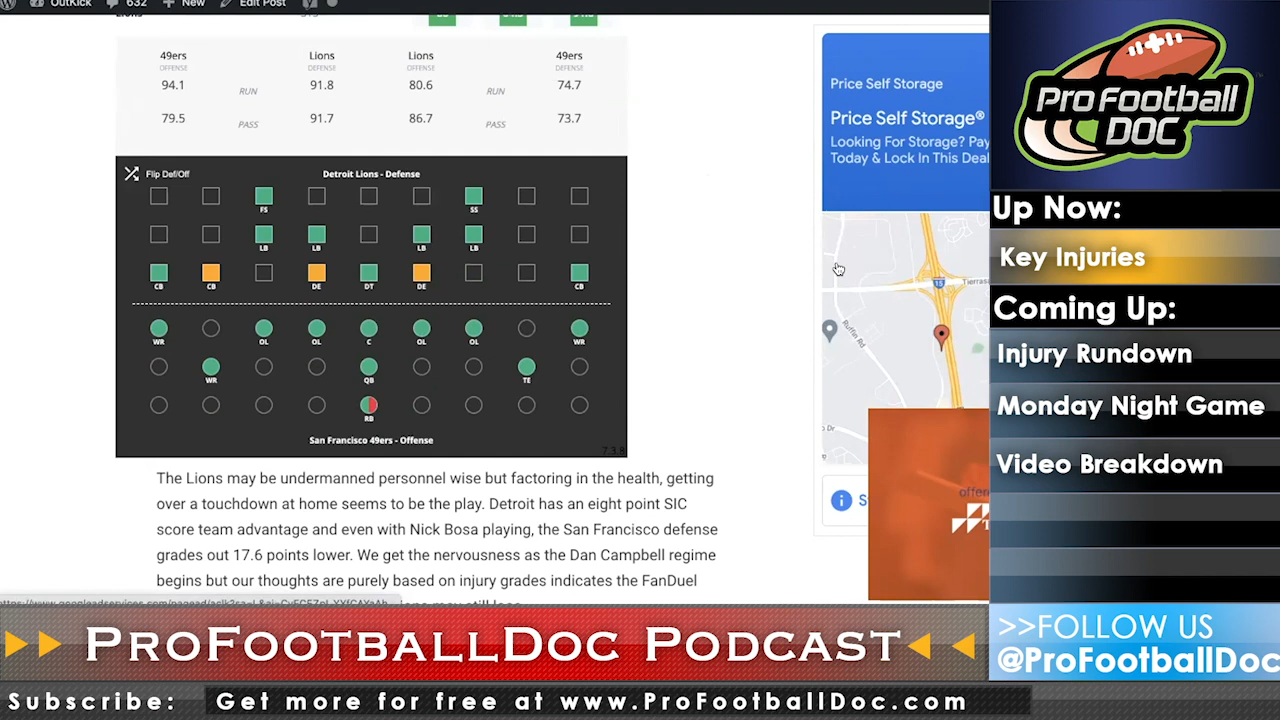 OutKick 632 New Edit Post
49ers Lions Lions 49ers
OFFENSE DEFENSE OFFENSE DEFENSE
94.1 RUN 91.8 80.6 RUN 74.7
79.5 PASS 91.7 86.7 PASS 73.7
Flip Def/Off Detroit Lions - Defense
FS SS
LB LB LB LB
CB CB DE DT DE CB
WR OL OL C OL OL WR
WR QB TE
RB
San Francisco 49ers - Offense
7.3.8
The Lions may be undermanned personnel wise but factoring in the health, getting
over a touchdown at home seems to be the play. Detroit has an eight point SIC
score team advantage and even with Nick Bosa playing, the San Francisco defense
grades out 17.6 points lower. We get the nervousness as the Dan Campbell regime
begins but our thoughts are purely based on injury grades indicates the FanDuel
Price Self Storage
Price Self Storage®
Looking For Storage? Pay
Today & Lock In This Deal
15
Ruffin Rd
Pro Football
DOC
™
Up Now:
Key Injuries
Coming Up:
Injury Rundown
Monday Night Game
Video Breakdown
>>FOLLOW US
@ProFootballDoc
ProFootballDoc Podcast
Subscribe: Get more for free at www.ProFootballDoc.com